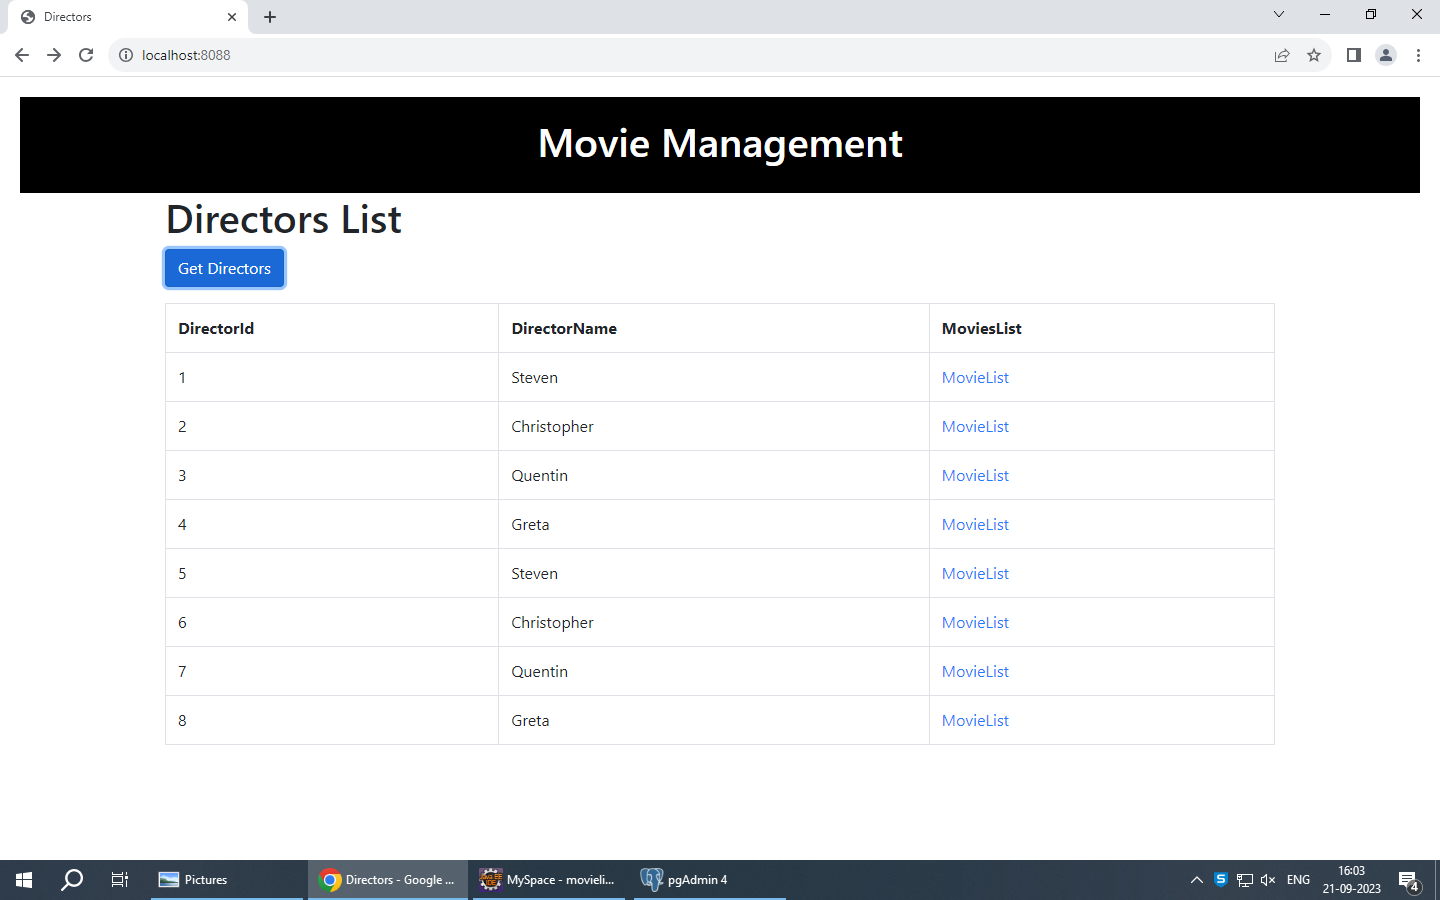 Directors
localhost:8088
Movie Management
Directors List
Get Directors
DirectorId DirectorName MoviesList
1 Steven MovieList
2 Christopher MovieList
3 Quentin MovieList
4 Greta MovieList
5 Steven MovieList
6 Christopher MovieList
7 Quentin MovieList
8 Greta MovieList
Pictures Directors - Google ... MySpace - movieli... pgAdmin 4 S ENG 16:03 21-09-2023 4